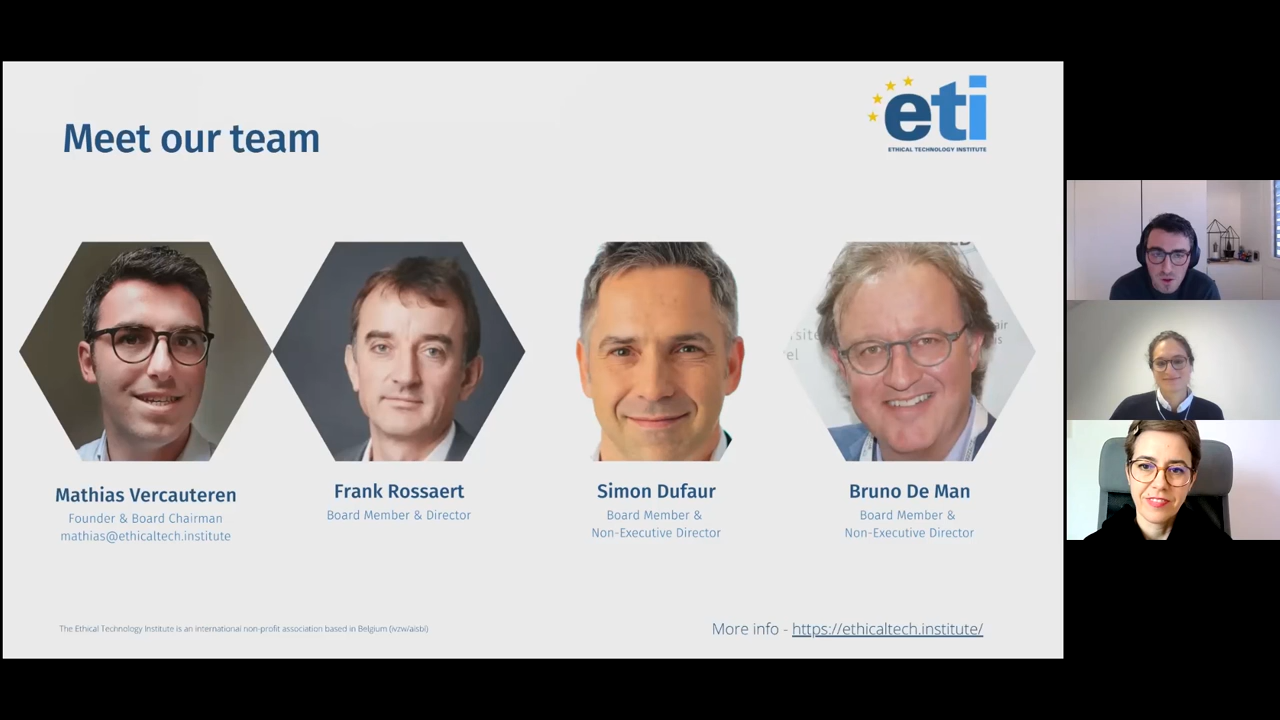 Meet our team
eti
ETHICAL TECHNOLOGY INSTITUTE
Mathias Vercauteren
Founder & Board Chairman
mathias@ethicaltech.institute
Frank Rossaert
Board Member & Director
Simon Dufaur
Board Member &
Non-Executive Director
Bruno De Man
Board Member &
Non-Executive Director
The Ethical Technology Institute is an international non-profit association based in Belgium (ivzw/aisbl)
More info - https://ethicaltech.institute/